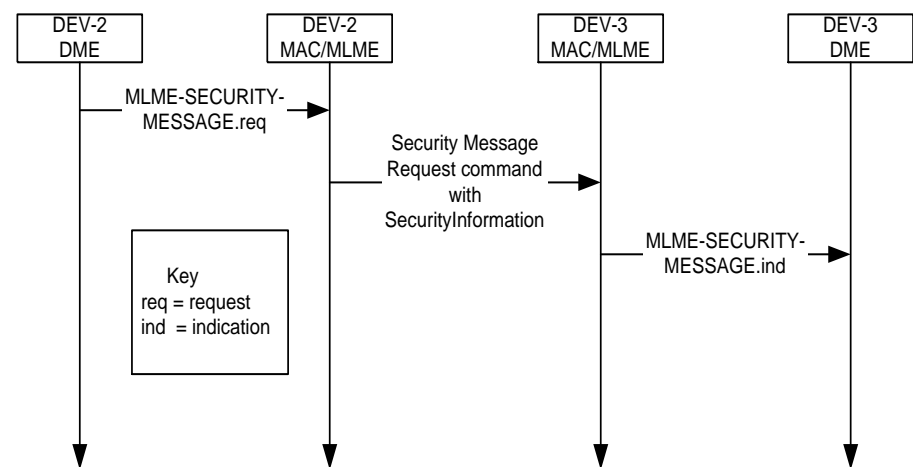 DEV-2
DME
DEV-2
MAC/MLME
DEV-3
MAC/MLME
DEV-3
DME
MLME-SECURITY-
MESSAGE.req
Security Message
Request command
with
SecurityInformation
MLME-SECURITY-
MESSAGE.ind
Key
req = request
ind = indication